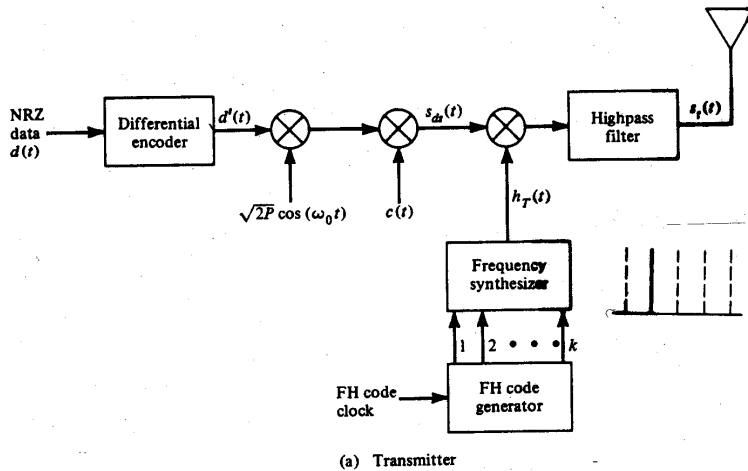 NRZ
data
d(t)
Differential
encoder
d'(t)
√2P cos (ω₀t)
c(t)
s_ds(t)
h_T(t)
Highpass
filter
s_t(t)
Frequency
synthesizer
1 2 • • • k
FH code
clock
FH code
generator
(a) Transmitter